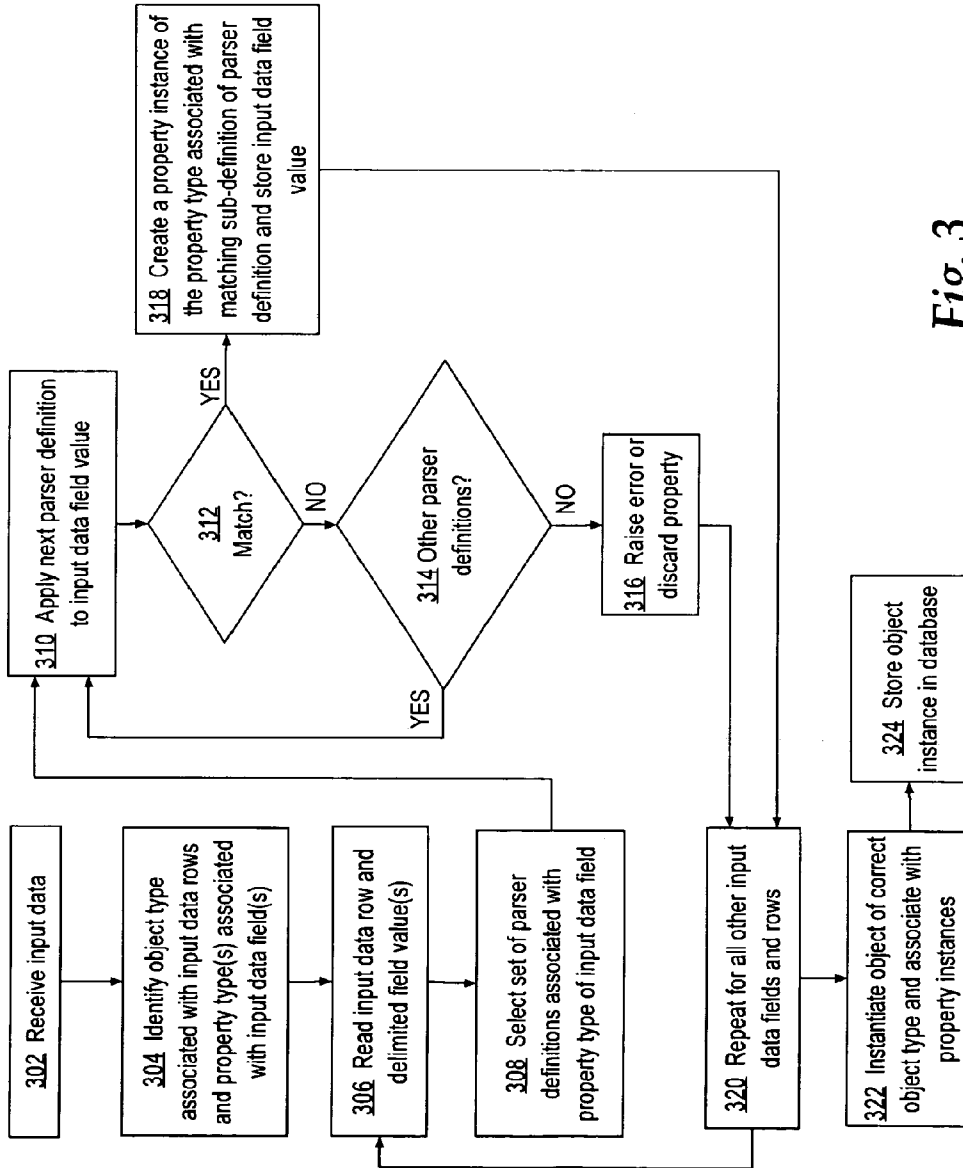 302 Receive input data
304 Identify object type
associated with input data rows
and property type(s) associated
with input data field(s)
306 Read input data row and
delimited field value(s)
308 Select set of parser
definitions associated with
property type of input data field
310 Apply next parser definition
to input data field value
312
Match?
YES
NO
318 Create a property instance of
the property type associated with
matching sub-definition of parser
definition and store input data field
value
314 Other parser
definitions?
YES
NO
316 Raise error or
discard property
320 Repeat for all other input
data fields and rows
322 Instantiate object of correct
object type and associate with
property instances
324 Store object
instance in database
Fig. 3